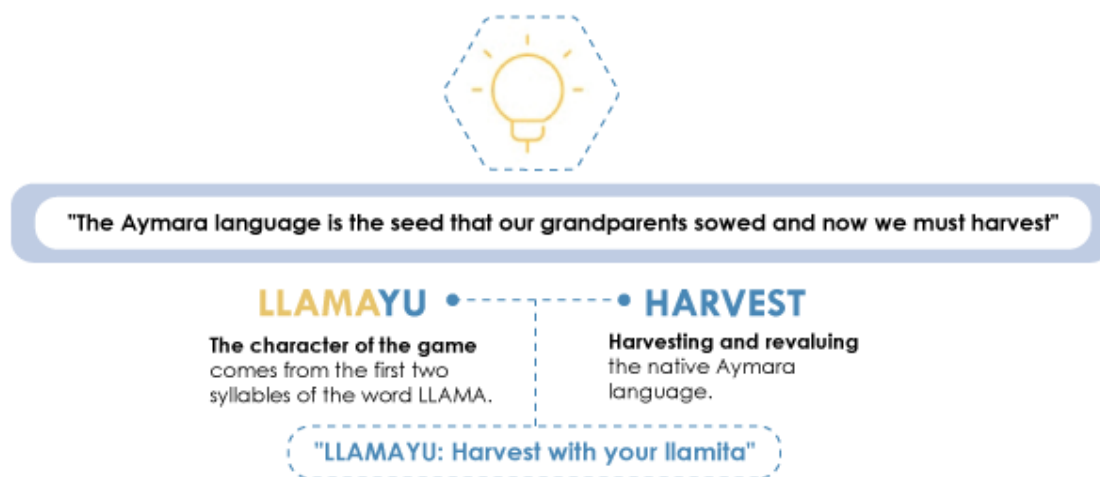 "The Aymara language is the seed that our grandparents sowed and now we must harvest"
LLAMAYU
HARVEST
The character of the game
comes from the first two
syllables of the word LLAMA.
Harvesting and revaluing
the native Aymara
language.
"LLAMAYU: Harvest with your llamita"